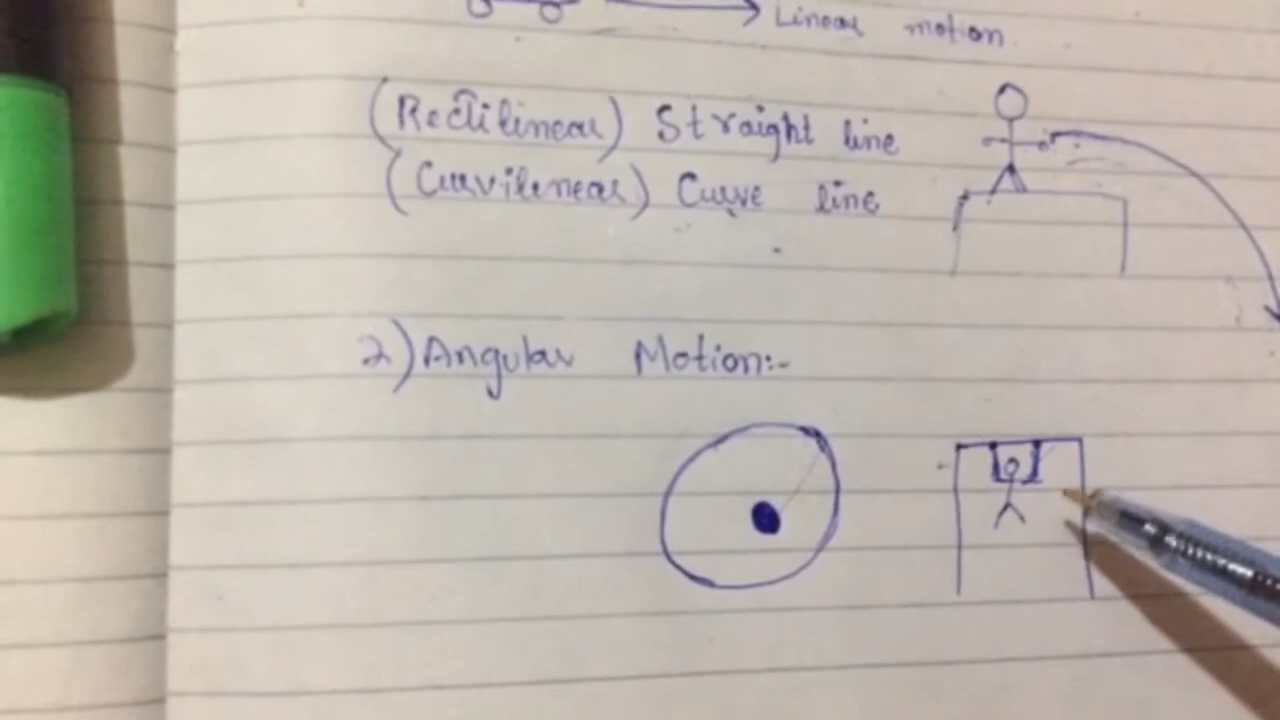 Linear motion
(Rectilinear) Straight line
(Curvilinear) Curve line
2) Angular Motion:-